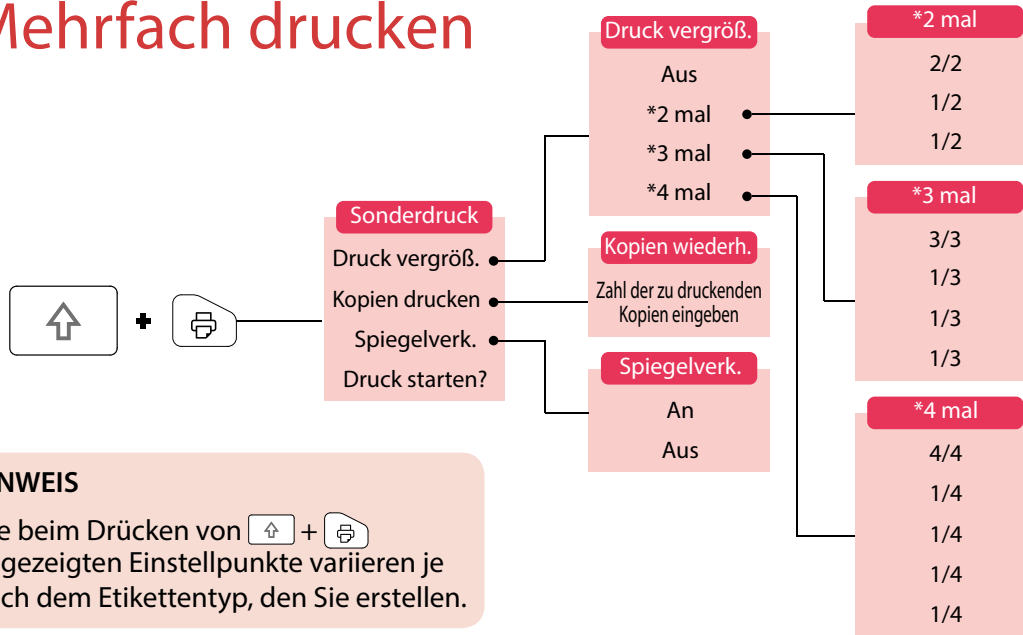 Mehrfach drucken
Sonderdruck
Druck vergröß.
Kopien drucken
Spiegelverk.
Druck starten?
Druck vergröß.
Aus
*2 mal
*3 mal
*4 mal
Kopien wiederh.
Zahl der zu druckenden
Kopien eingeben
Spiegelverk.
An
Aus
*2 mal
2/2
1/2
1/2
*3 mal
3/3
1/3
1/3
1/3
*4 mal
4/4
1/4
1/4
1/4
1/4
NWEIS
e beim Drücken von + 
gezeigten Einstellpunkte variieren je
ch dem Etikettentyp, den Sie erstellen.